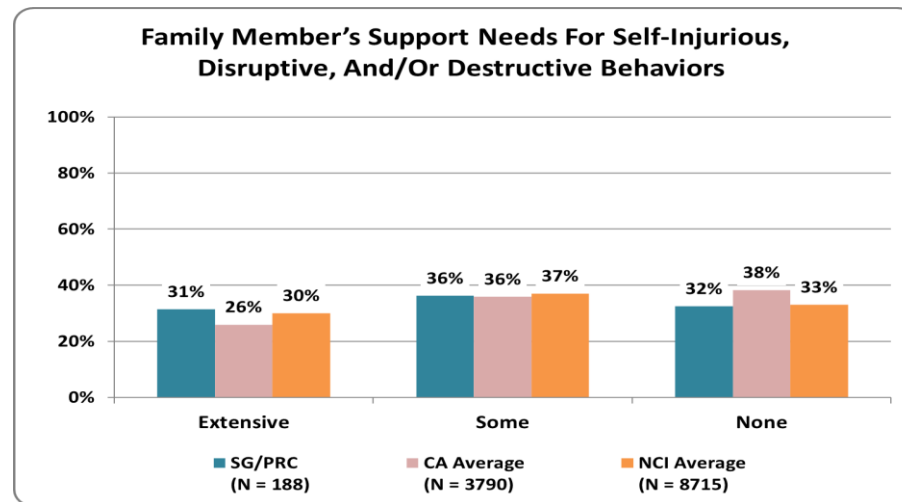 Family Member's Support Needs For Self-Injurious,
Disruptive, And/Or Destructive Behaviors
100%
80%
60%
40%
20%
0%
31%
26%
30%
36%
36%
37%
32%
38%
33%
Extensive
Some
None
SG/PRC
(N = 188)
CA Average
(N = 3790)
NCI Average
(N = 8715)